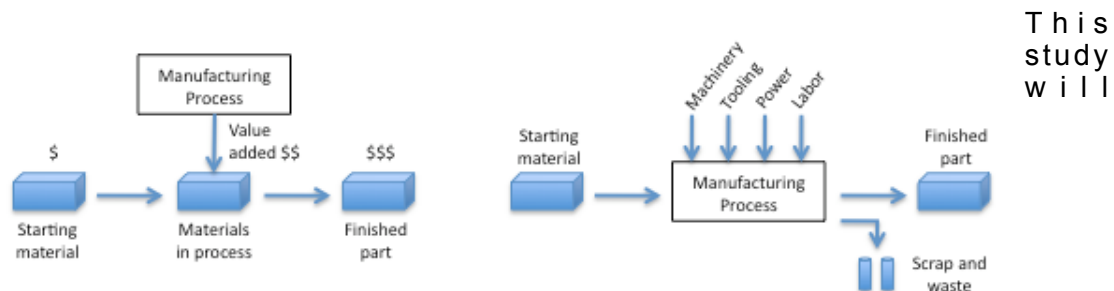 Manufacturing
Process
Value
added $$
$
$$$
Starting
material
Materials
in process
Finished
part
Machinery
Tooling
Power
Labor
Starting
material
Manufacturing
Process
Finished
part
Scrap and
waste
This
study
will